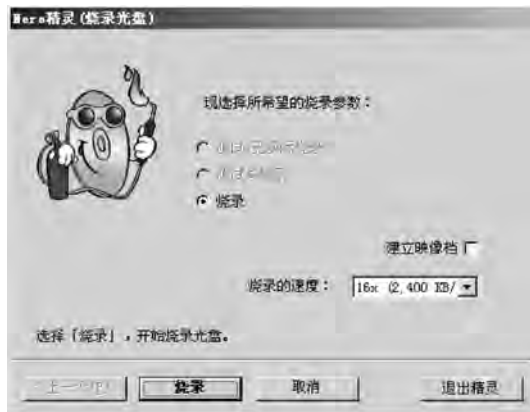 Nero精灵(烧录光盘)
现选择所希望的烧录参数：
烧录
建立映像档
烧录的速度： 16x (2,400 KB/
选择「烧录」,开始烧录光盘。
烧录 取消 退出精灵